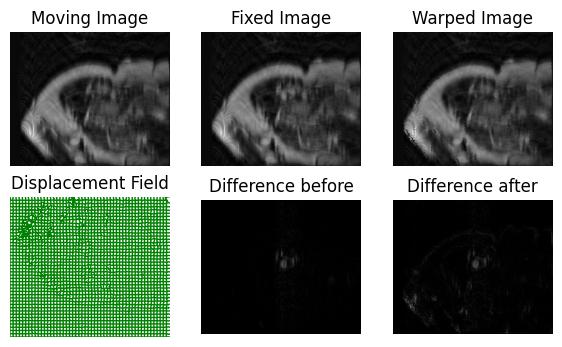 Moving Image
Fixed Image
Warped Image
Displacement Field
Difference before
Difference after